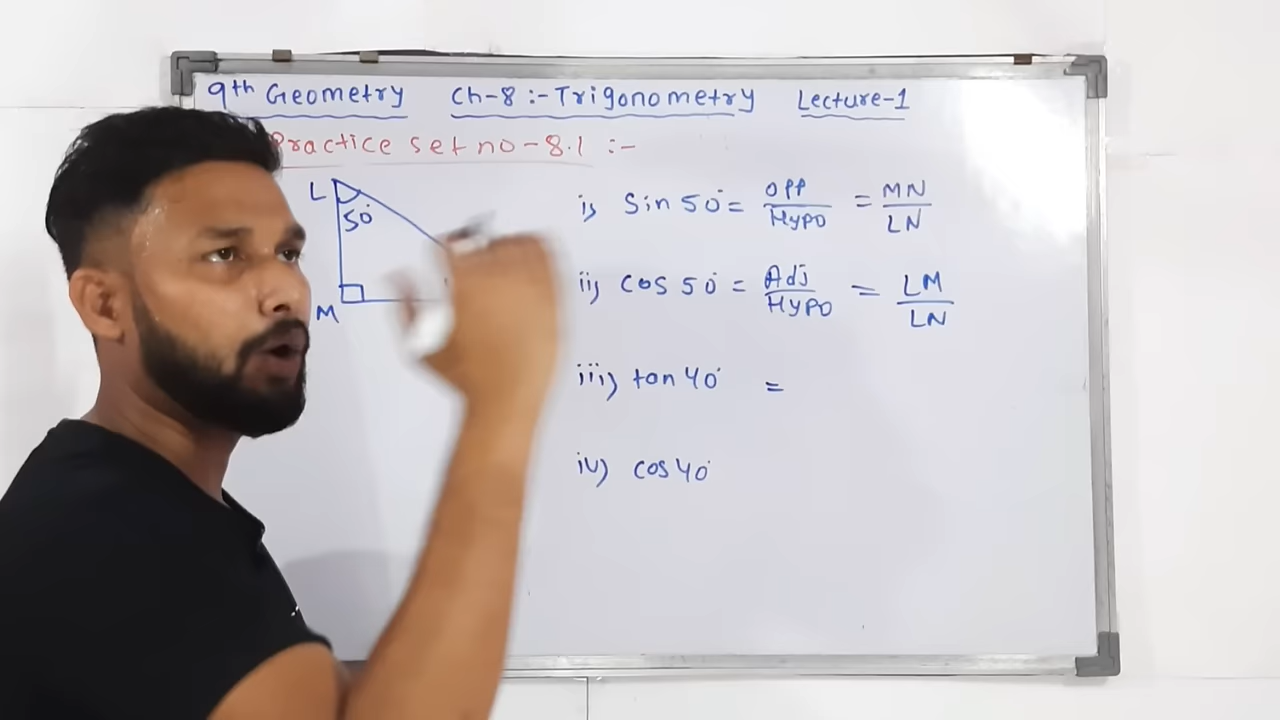 9th Geometry Ch-8:- Trigonometry Lecture-1
Practice set no-8.1 :-
L
50°
M
i) Sin 50° = Opp/Hypo = MN/LN
ii) cos 50° = Adj/Hypo = LM/LN
iii) tan 40° =
iv) cos 40°